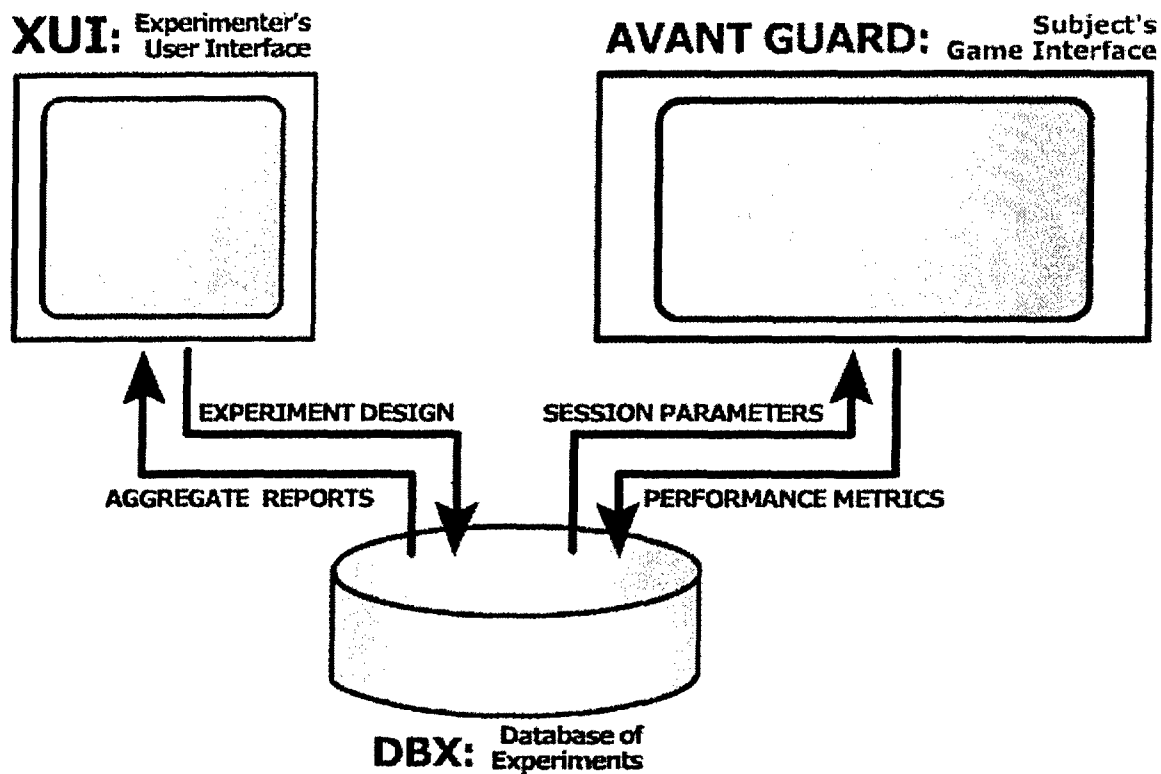 XUI: Experimenter's
User Interface
AVANT GUARD: Subject's
Game Interface
EXPERIMENT DESIGN
SESSION PARAMETERS
AGGREGATE REPORTS
PERFORMANCE METRICS
DBX: Database of
Experiments